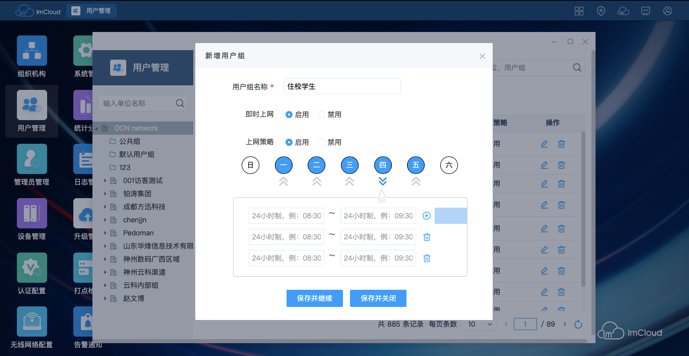 ImCloud
用户管理
组织机构
系统管
用户管理
统计分
管理员管理
日志管
设备管理
升级管
认证配置
打点材
无线网络配置
告警通知
用户管理
输入单位名称
DCN network
公共组
默认用户组
123
001访客测试
铂涛集团
成都方迅科技
chenjjn
Pedoman
山东华烽信息技术有限
神州数码广西区域
神州云科渠道
云科内部组
赵文博
位、用户组
策略
操作
用
用
用
用
用
用
用
用
用
新增用户组
用户组名称 *
住校学生
即时上网
启用
禁用
上网策略
启用
禁用
日
一
二
三
四
五
六
24小时制，例：08:30
~
24小时制，例：09:30
24小时制，例：08:30
~
24小时制，例：09:30
24小时制，例：08:30
~
24小时制，例：09:30
保存并继续
保存并关闭
共 885 条记录
每页条数
10
1
/ 89
ImCloud